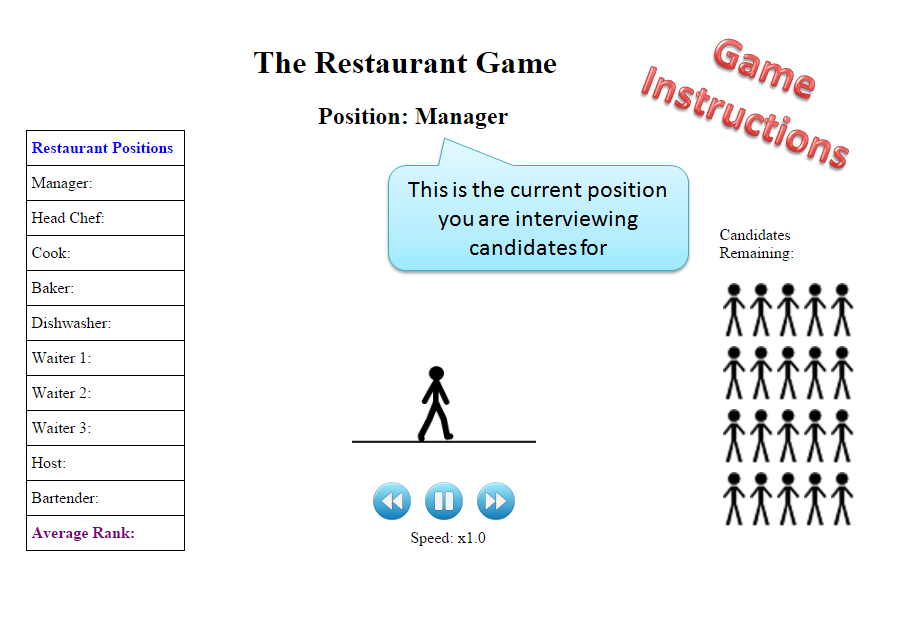 The Restaurant Game
Game
Instructions
Position: Manager
This is the current position
you are interviewing
candidates for
Restaurant Positions
Manager:
Head Chef:
Cook:
Baker:
Dishwasher:
Waiter 1:
Waiter 2:
Waiter 3:
Host:
Bartender:
Average Rank:
Candidates
Remaining:
Speed: x1.0